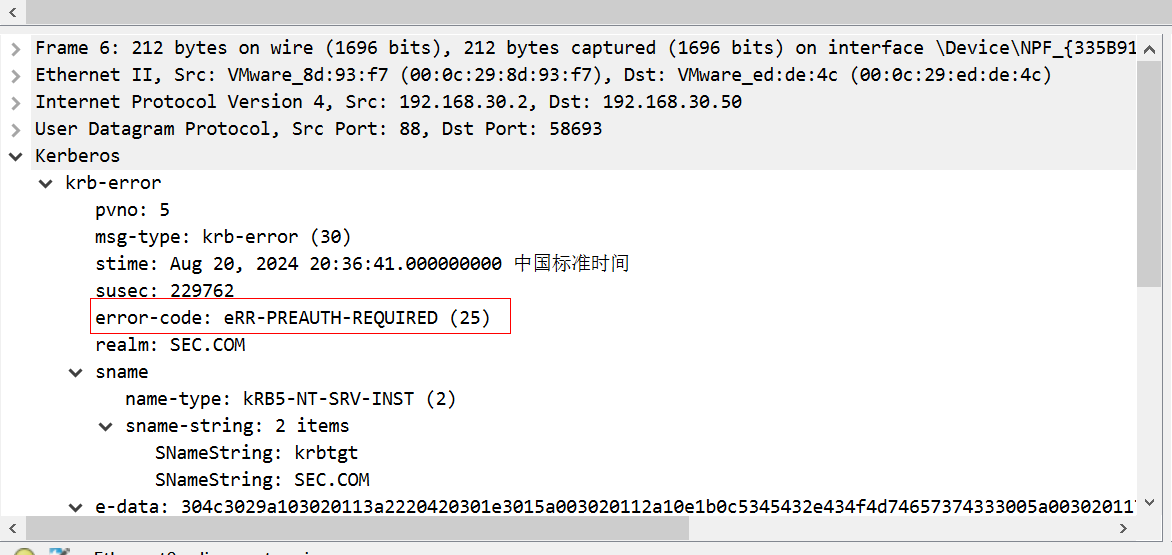 Frame 6: 212 bytes on wire (1696 bits), 212 bytes captured (1696 bits) on interface \Device\NPF_{335B91
Ethernet II, Src: VMware_8d:93:f7 (00:0c:29:8d:93:f7), Dst: VMware_ed:de:4c (00:0c:29:ed:de:4c)
Internet Protocol Version 4, Src: 192.168.30.2, Dst: 192.168.30.50
User Datagram Protocol, Src Port: 88, Dst Port: 58693
Kerberos
krb-error
pvno: 5
msg-type: krb-error (30)
stime: Aug 20, 2024 20:36:41.000000000 中国标准时间
susec: 229762
error-code: eRR-PREAUTH-REQUIRED (25)
realm: SEC.COM
sname
name-type: kRB5-NT-SRV-INST (2)
sname-string: 2 items
SNameString: krbtgt
SNameString: SEC.COM
e-data: 304c3029a103020113a2220420301e3015a003020112a10e1b0c5345432e434f4d74657374333005a00302011